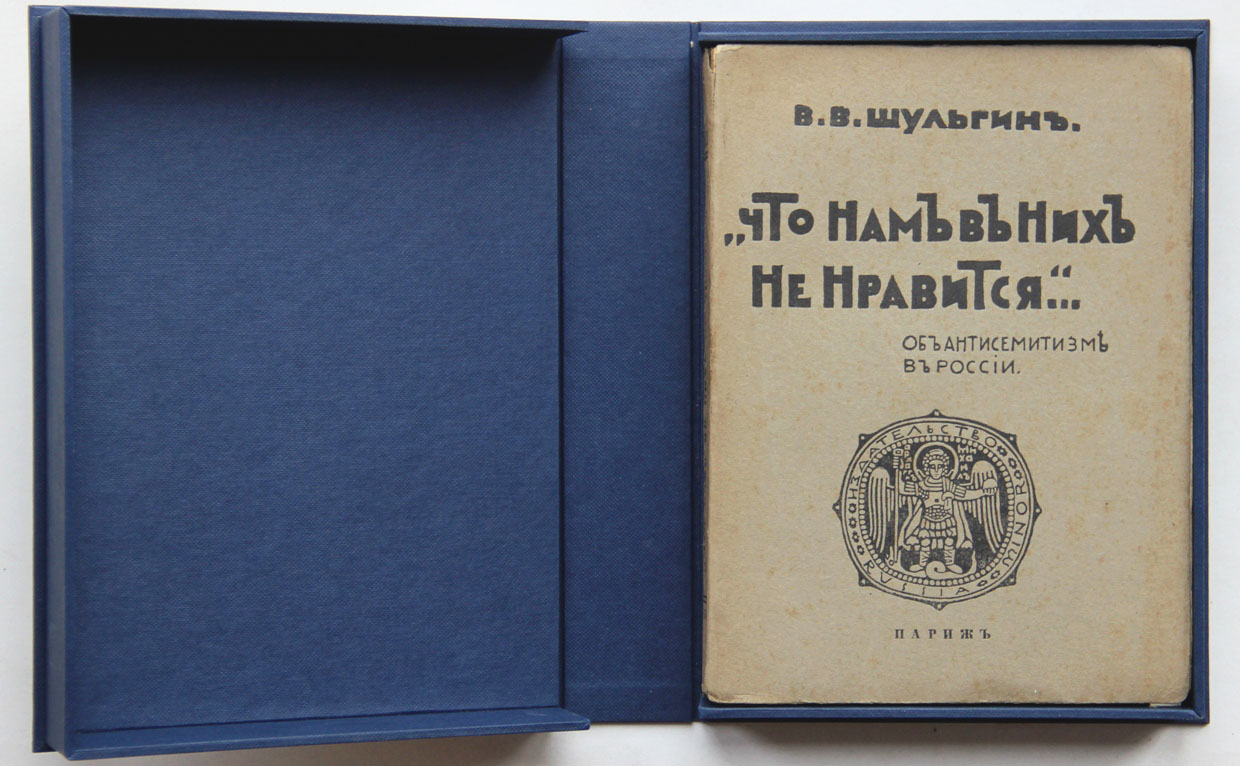 В.В.ШУЛЬГИНЪ.
„ЧТО НАМЪ ВЪ НИХЪ
НЕ НРАВИТСЯ“...
ОБЪ АНТИСЕМИТИЗМѢ
ВЪ РОССІИ.
ИЗДАТЕЛЬСТВО
RUSSIA MINOR
ПАРИЖЪ